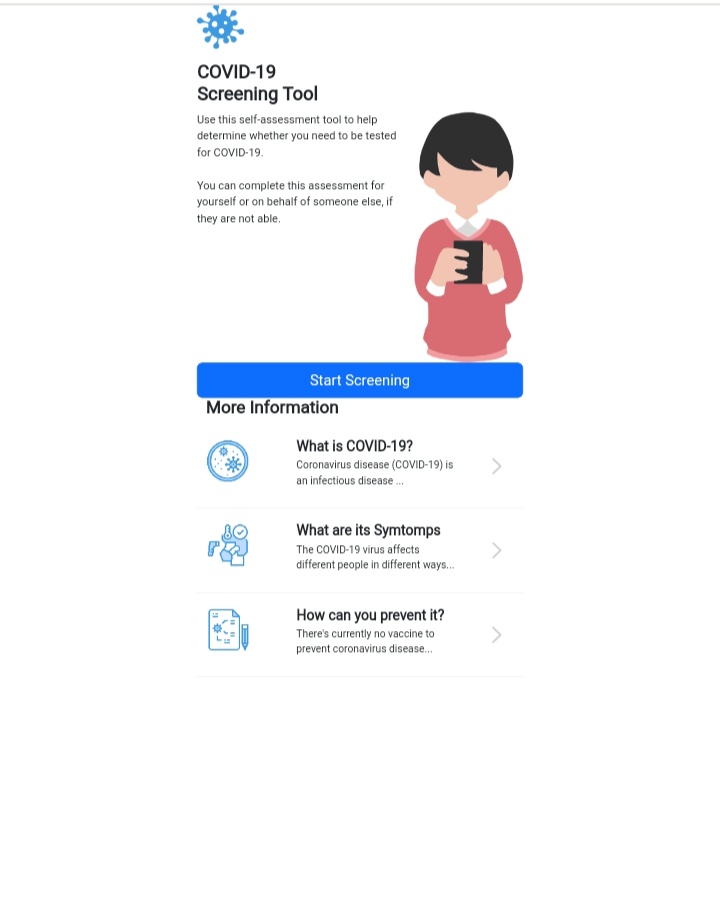 COVID-19
Screening Tool
Use this self-assessment tool to help
determine whether you need to be tested
for COVID-19.
You can complete this assessment for
yourself or on behalf of someone else, if
they are not able.
Start Screening
More Information
What is COVID-19?
Coronavirus disease (COVID-19) is
an infectious disease ...
What are its Symtomps
The COVID-19 virus affects
different people in different ways...
How can you prevent it?
There's currently no vaccine to
prevent coronavirus disease...